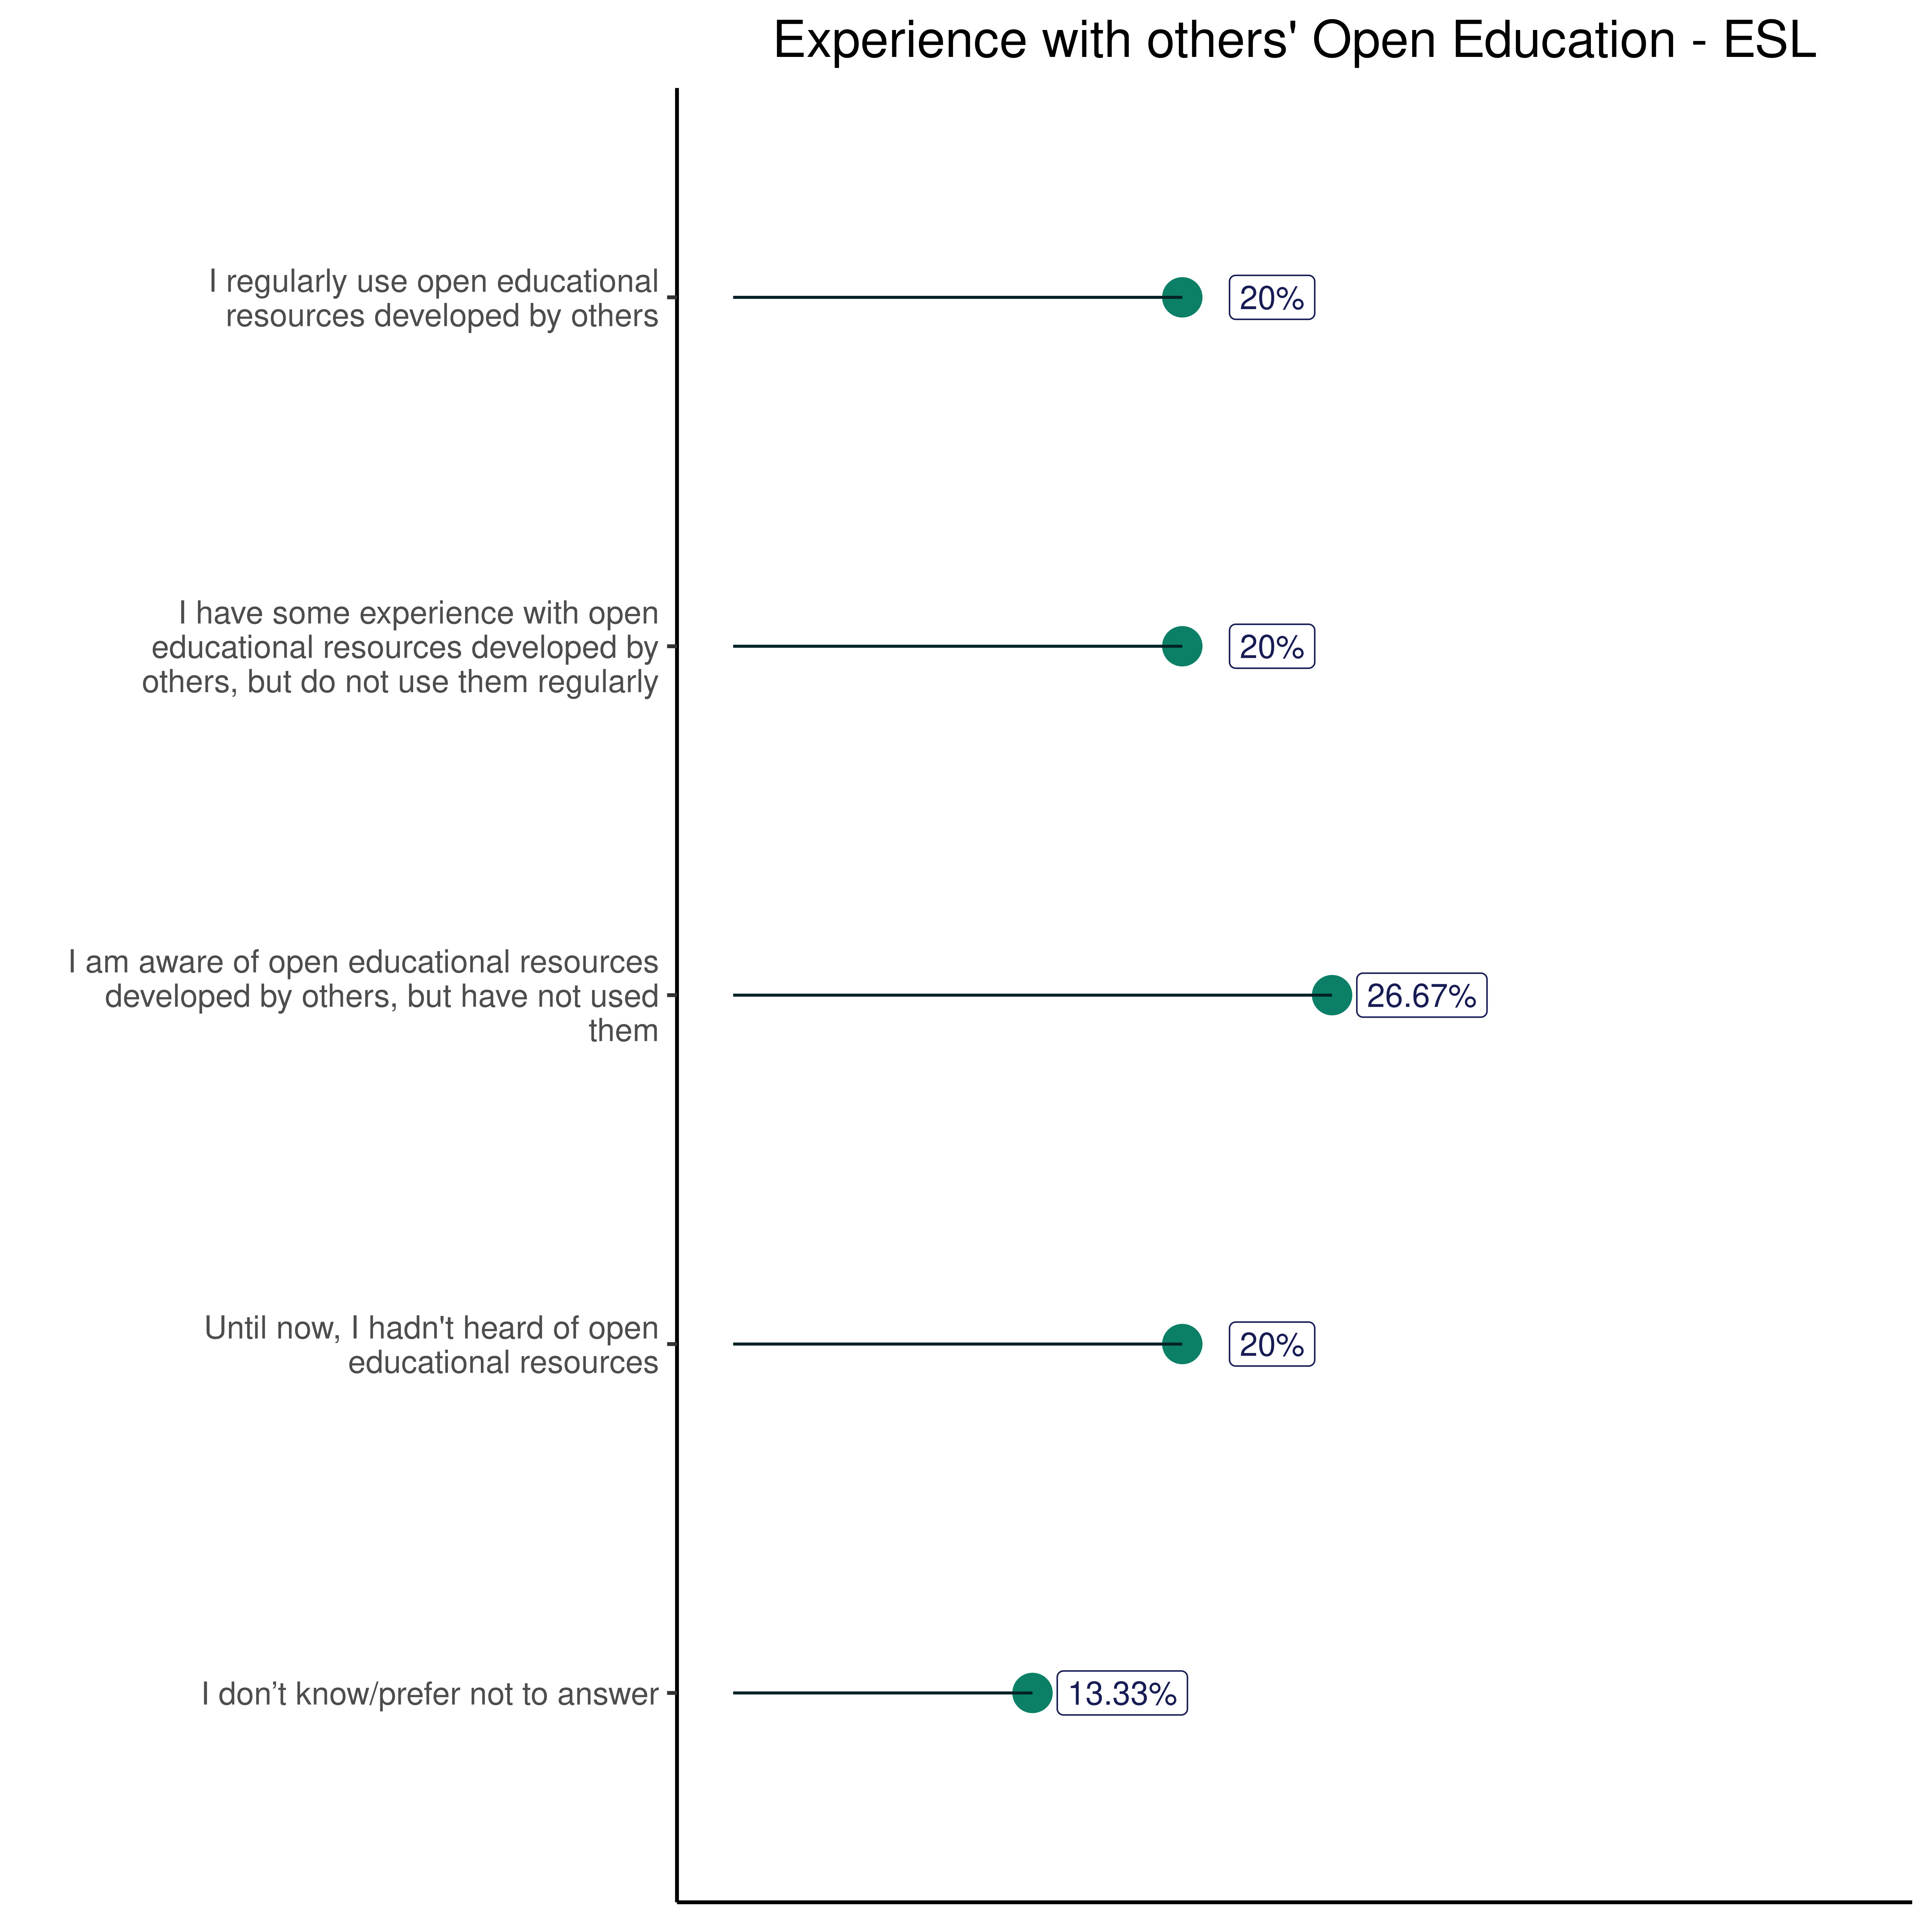 Experience with others' Open Education - ESL
I regularly use open educational
resources developed by others
20%
I have some experience with open
educational resources developed by
others, but do not use them regularly
20%
I am aware of open educational resources
developed by others, but have not used
them
26.67%
Until now, I hadn't heard of open
educational resources
20%
I don’t know/prefer not to answer
13.33%